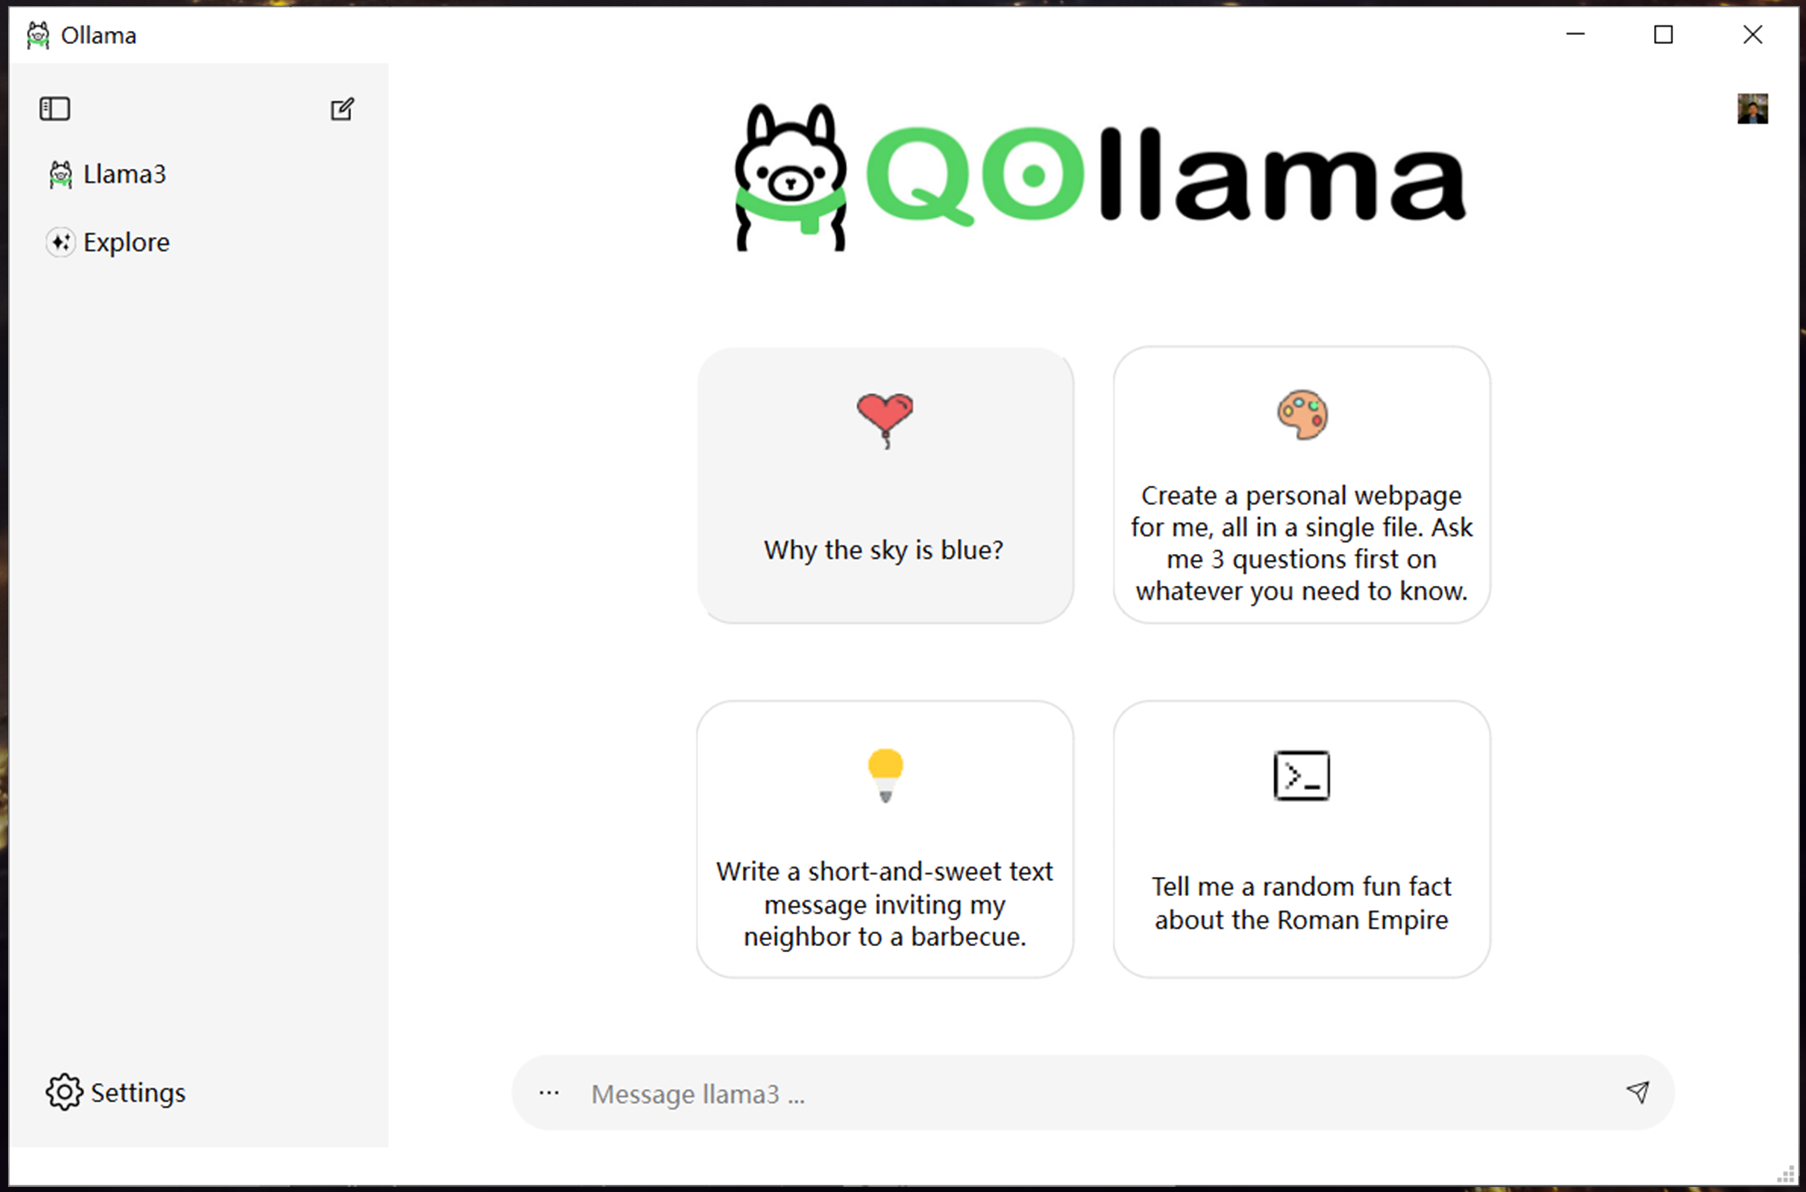 Ollama
Llama3
Explore
QOllama
Why the sky is blue?
Create a personal webpage
for me, all in a single file. Ask
me 3 questions first on
whatever you need to know.
Write a short-and-sweet text
message inviting my
neighbor to a barbecue.
Tell me a random fun fact
about the Roman Empire
Settings
Message llama3 ...